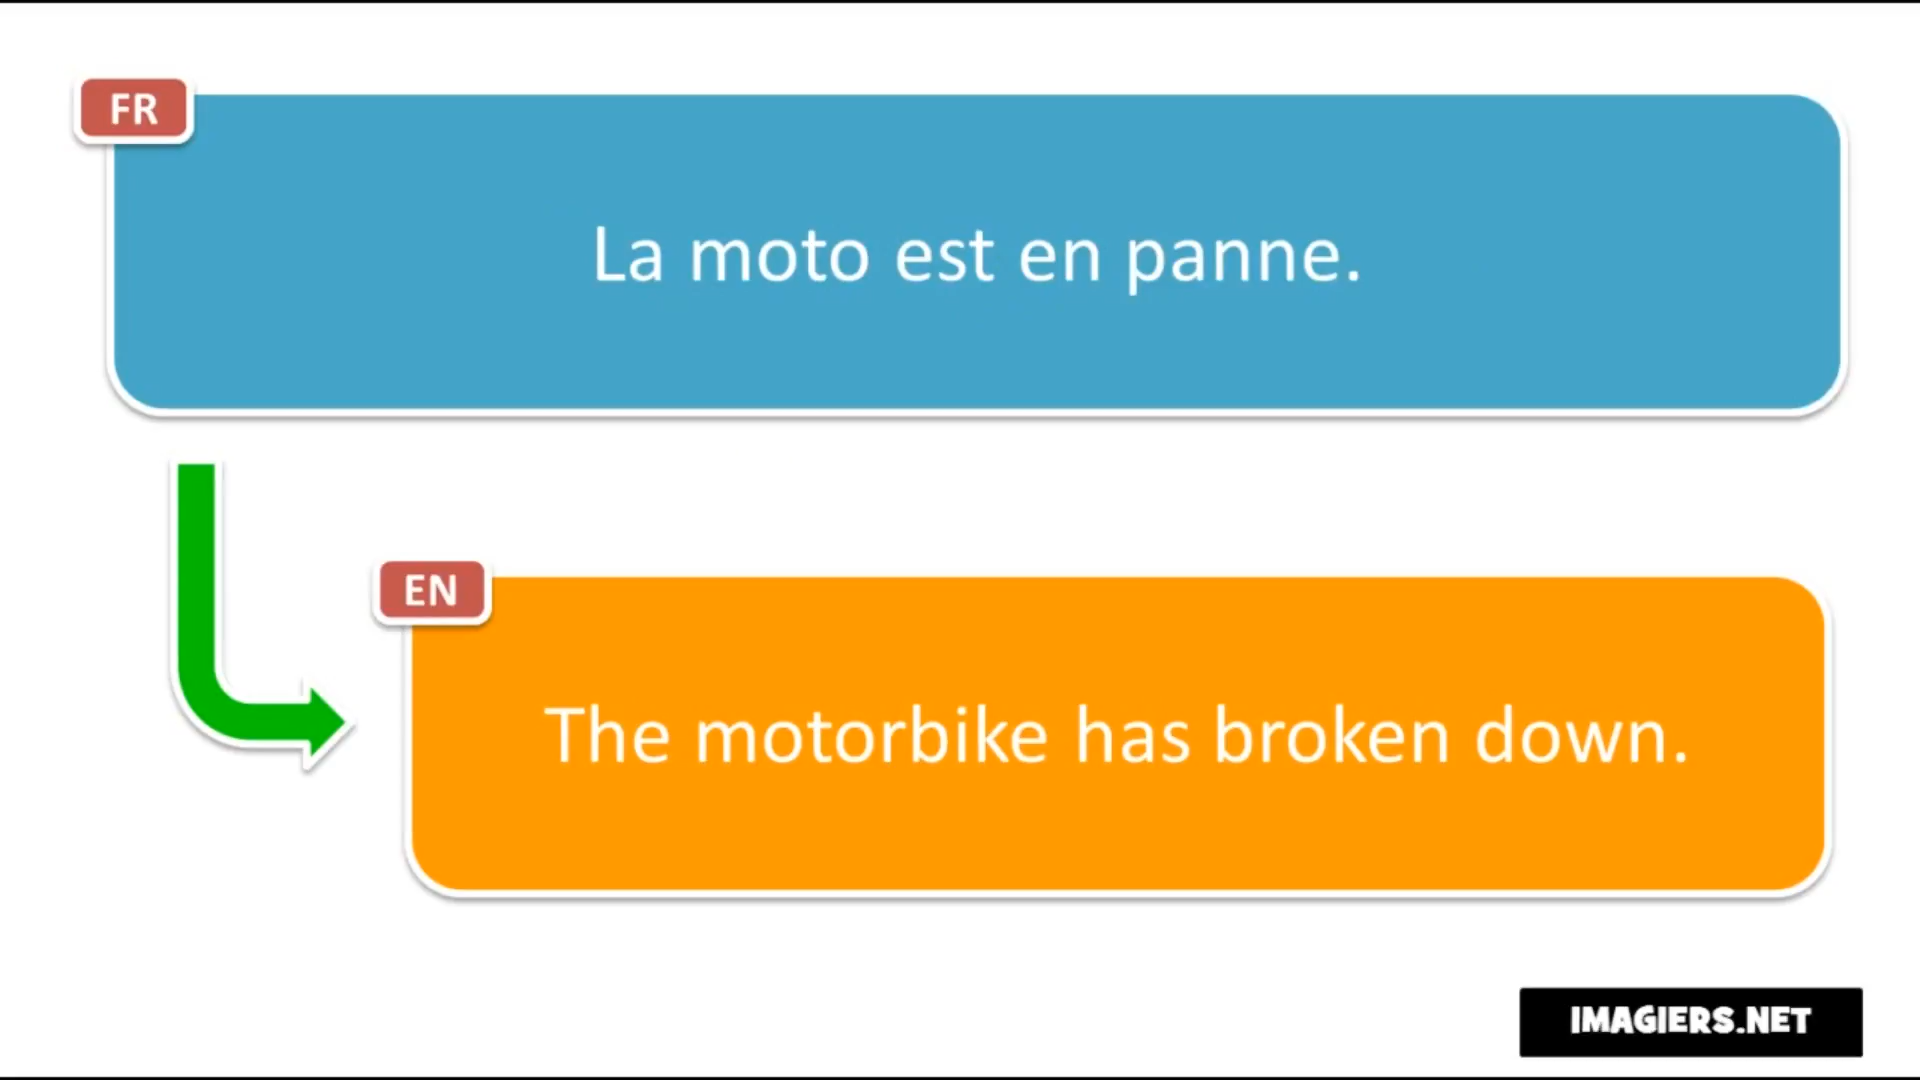 FR
La moto est en panne.
EN
The motorbike has broken down.
IMAGIERS.NET